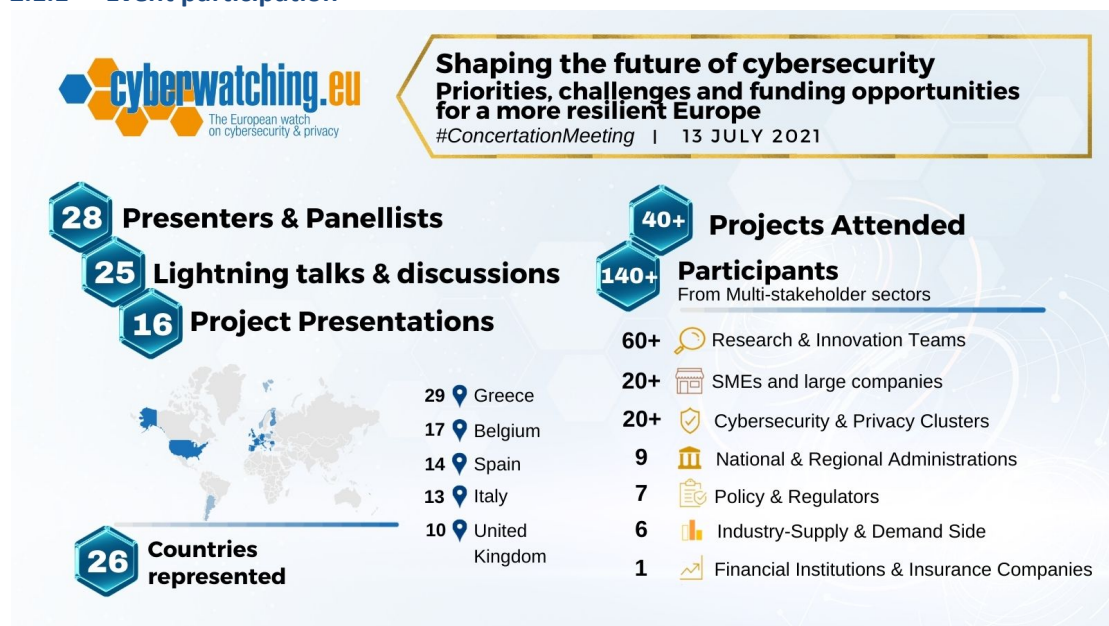 cyberwatching.eu
The European watch
on cybersecurity & privacy
Shaping the future of cybersecurity
Priorities, challenges and funding opportunities
for a more resilient Europe
#ConcertationMeeting | 13 JULY 2021
28 Presenters & Panellists
25 Lightning talks & discussions
16 Project Presentations
29 Greece
17 Belgium
14 Spain
13 Italy
10 United
Kingdom
26 Countries
represented
40+ Projects Attended
140+ Participants
From Multi-stakeholder sectors
60+ Research & Innovation Teams
20+ SMEs and large companies
20+ Cybersecurity & Privacy Clusters
9 National & Regional Administrations
7 Policy & Regulators
6 Industry-Supply & Demand Side
1 Financial Institutions & Insurance Companies